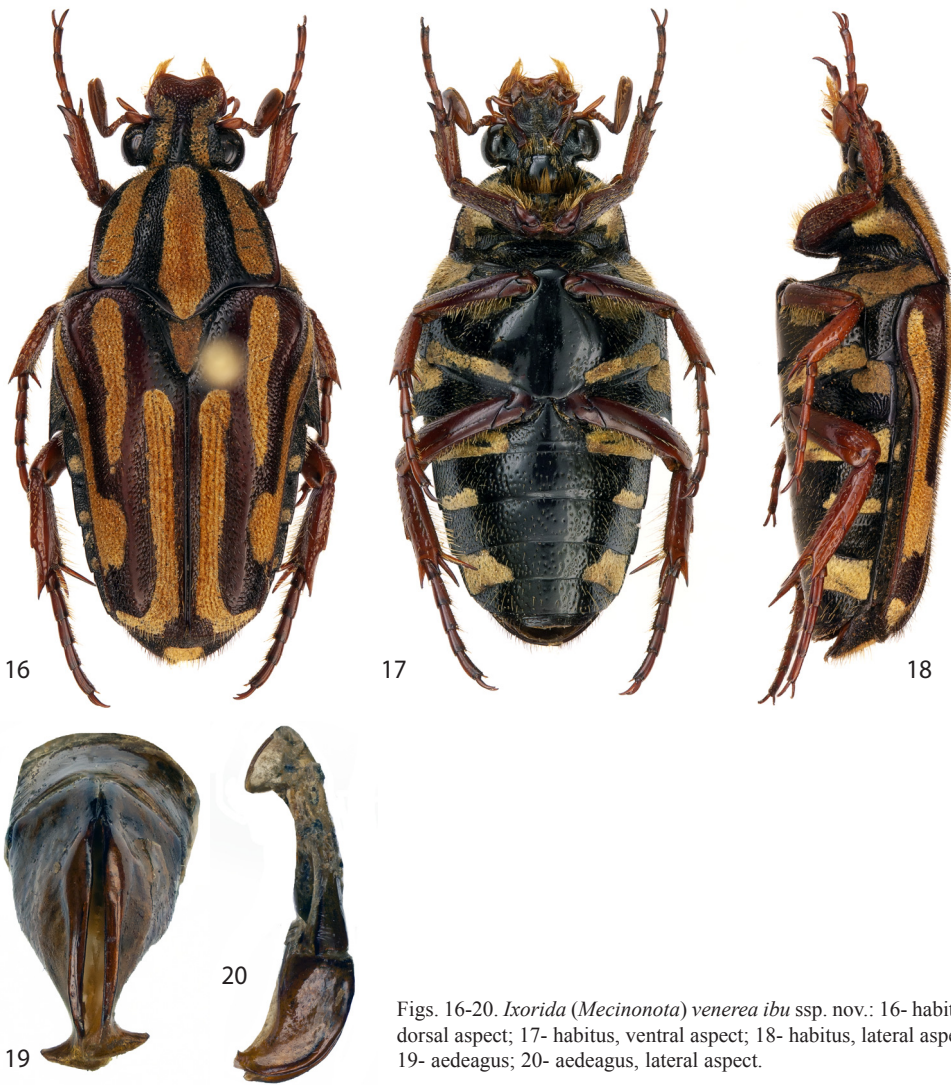 16
17
18
19
20
Figs. 16-20. Ixorida (Mecinonota) venerea ibu ssp. nov.: 16- habit
dorsal aspect; 17- habitus, ventral aspect; 18- habitus, lateral aspe
19- aedeagus; 20- aedeagus, lateral aspect.